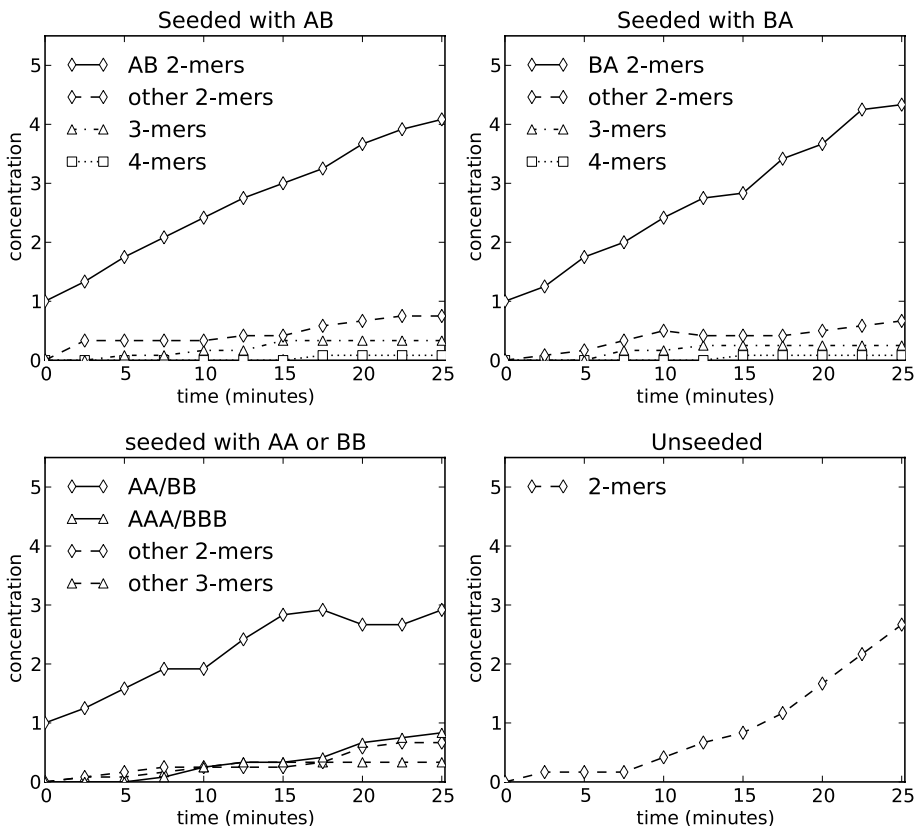 Seeded with AB
5
4
3
2
1
0
concentration
AB 2-mers
other 2-mers
3-mers
4-mers
0 5 10 15 20 25
time (minutes)
Seeded with BA
5
4
3
2
1
0
concentration
BA 2-mers
other 2-mers
3-mers
4-mers
0 5 10 15 20 25
time (minutes)
seeded with AA or BB
5
4
3
2
1
0
concentration
AA/BB
AAA/BBB
other 2-mers
other 3-mers
0 5 10 15 20 25
time (minutes)
Unseeded
5
4
3
2
1
0
concentration
2-mers
0 5 10 15 20 25
time (minutes)